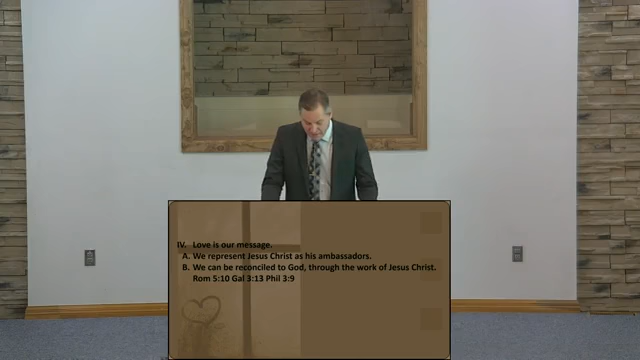 IV. Love is our message.
A. We represent Jesus Christ as his ambassadors.
B. We can be reconciled to God, through the work of Jesus Christ.
Rom 5:10 Gal 3:13 Phil 3:9